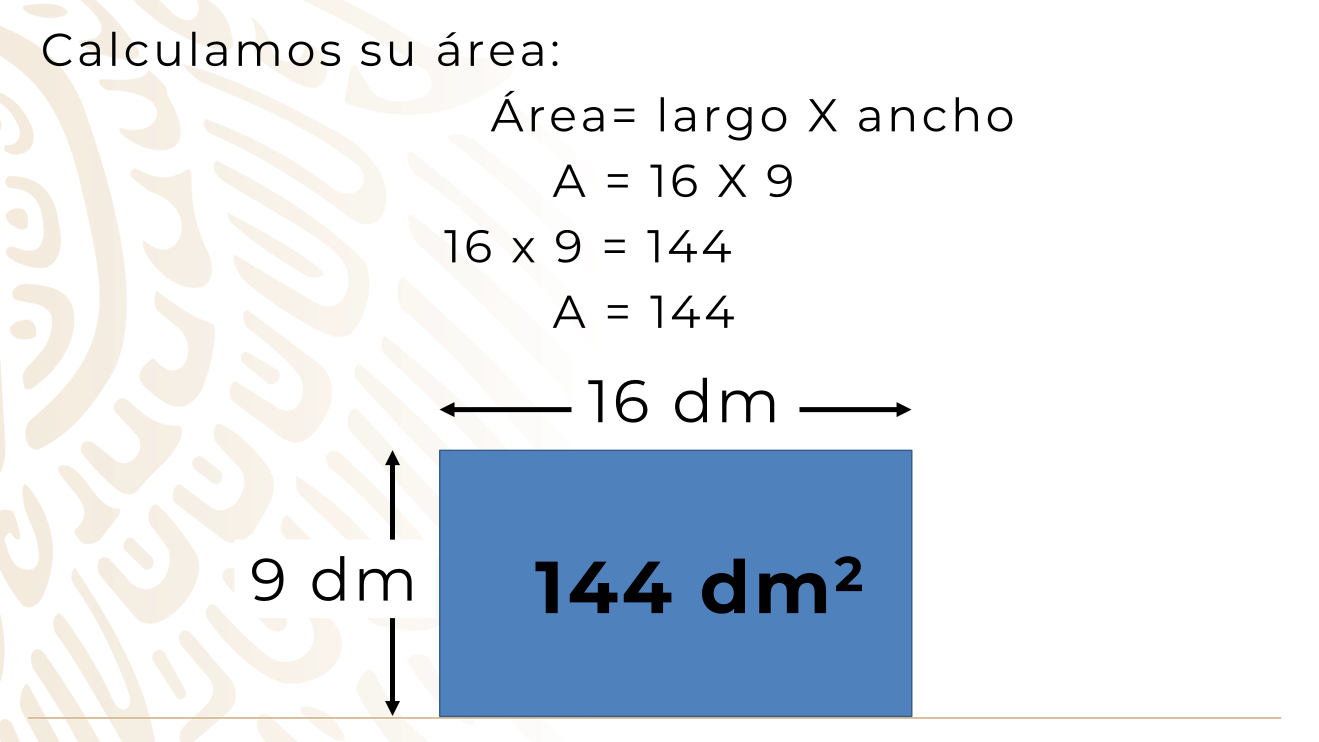 Calculamos su área:
Área= largo X ancho
A = 16 X 9
16 x 9 = 144
A = 144
16 dm
9 dm
144 dm²